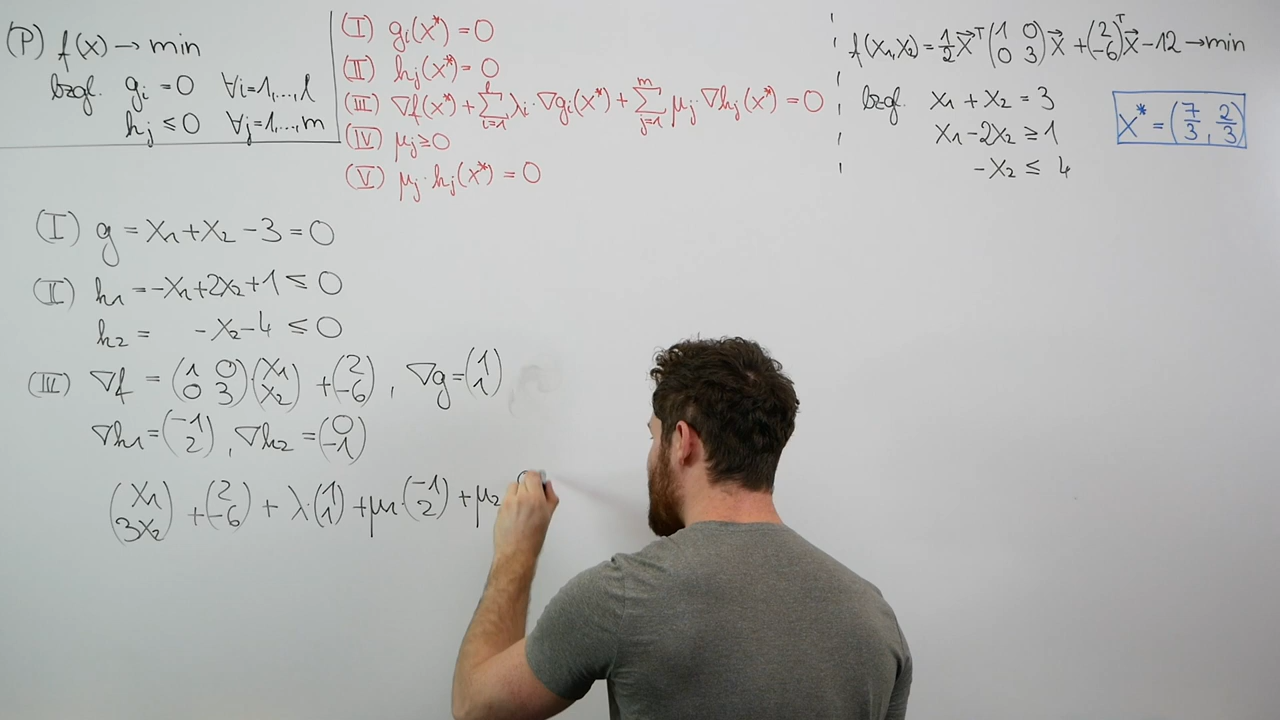 (P) f(x) → min
bzgl. gᵢ = 0 ∀i=1,...,l
hⱼ ≤ 0 ∀j=1,...,m
(I) gᵢ(x*) = 0
(II) hⱼ(x*) = 0
(III) ∇f(x*) + ∑_{i=1}^{l} λᵢ·∇gᵢ(x*) + ∑_{j=1}^{m} μⱼ·∇hⱼ(x*) = 0
(IV) μⱼ ≥ 0
(V) μⱼ·hⱼ(x*) = 0
f(x₁,x₂) = 1/2 x⃗ᵀ (1 0; 0 3) x⃗ + (2; -6)ᵀ x⃗ - 12 → min
bzgl. x₁ + x₂ = 3
x₁ - 2x₂ ≥ 1
-x₂ ≤ 4
x* = (7/3, 2/3)
(I) g = x₁ + x₂ - 3 = 0
(II) h₁ = -x₁ + 2x₂ + 1 ≤ 0
h₂ = -x₂ - 4 ≤ 0
(III) ∇f = (1 0; 0 3)(x₁; x₂) + (2; -6), ∇g = (1; 1)
∇h₁ = (-1; 2), ∇h₂ = (0; -1)
(x₁; 3x₂) + (2; -6) + λ·(1; 1) + μ₁·(-1; 2) + μ₂